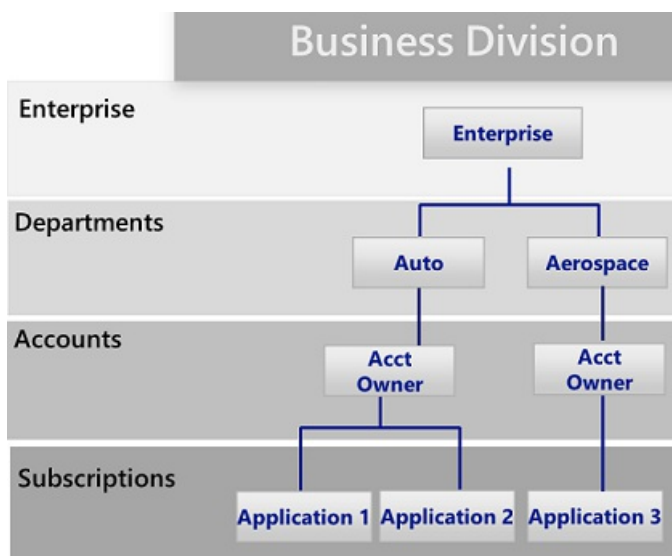 Business Division
Enterprise
Enterprise
Departments
Auto
Aerospace
Accounts
Acct
Owner
Acct
Owner
Subscriptions
Application 1
Application 2
Application 3